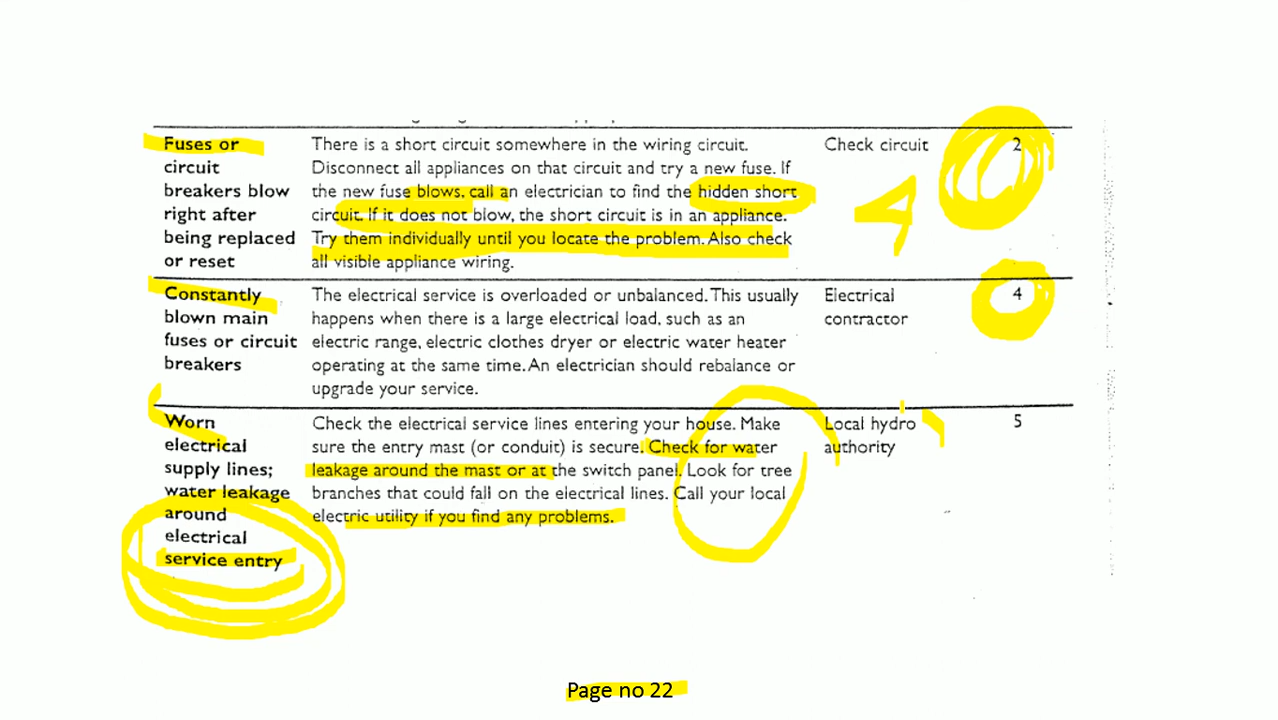 Fuses or
circuit
breakers blow
right after
being replaced
or reset
There is a short circuit somewhere in the wiring circuit.
Disconnect all appliances on that circuit and try a new fuse. If
the new fuse blows, call an electrician to find the hidden short
circuit. If it does not blow, the short circuit is in an appliance.
Try them individually until you locate the problem. Also check
all visible appliance wiring.
Check circuit
2
4
Constantly
blown main
fuses or circuit
breakers
The electrical service is overloaded or unbalanced. This usually
happens when there is a large electrical load, such as an
electric range, electric clothes dryer or electric water heater
operating at the same time. An electrician should rebalance or
upgrade your service.
Electrical
contractor
4
Worn
electrical
supply lines;
water leakage
around
electrical
service entry
Check the electrical service lines entering your house. Make
sure the entry mast (or conduit) is secure. Check for water
leakage around the mast or at the switch panel. Look for tree
branches that could fall on the electrical lines. Call your local
electric utility if you find any problems.
Local hydro
authority
5
Page no 22